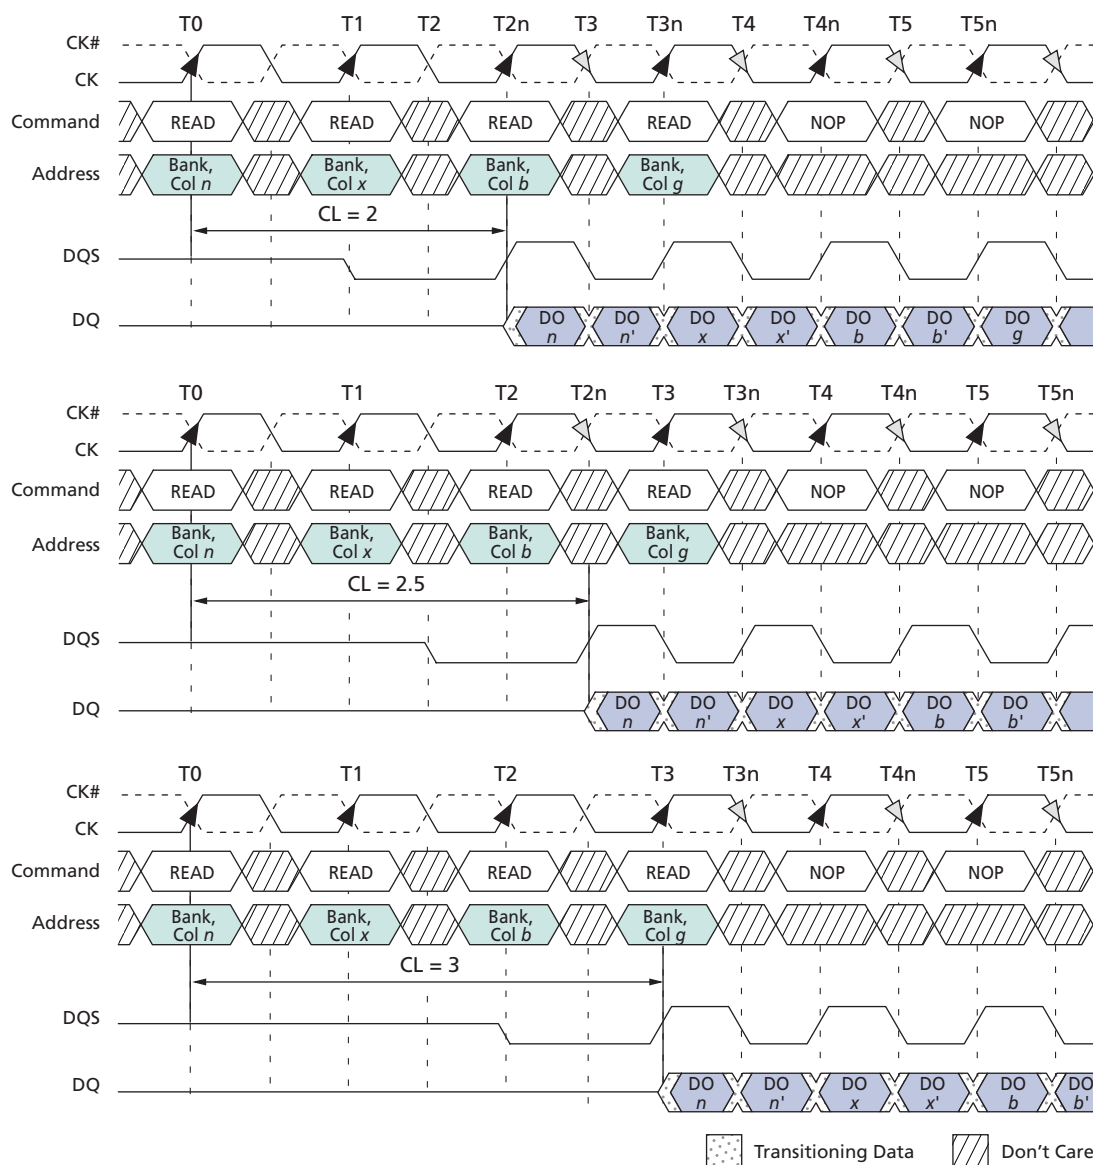 T0 T1 T2 T2n T3 T3n T4 T4n T5 T5n
CK#
CK
Command READ READ READ READ NOP NOP
Address Bank, Bank, Bank, Bank,
Col n Col x Col b Col g
CL = 2
DQS
DQ DO DO DO DO DO DO DO
n n' x x' b b' g
T0 T1 T2 T2n T3 T3n T4 T4n T5 T5n
CK#
CK
Command READ READ READ READ NOP NOP
Address Bank, Bank, Bank, Bank,
Col n Col x Col b Col g
CL = 2.5
DQS
DQ DO DO DO DO DO DO
n n' x x' b b'
T0 T1 T2 T3 T3n T4 T4n T5 T5n
CK#
CK
Command READ READ READ READ NOP NOP
Address Bank, Bank, Bank, Bank,
Col n Col x Col b Col g
CL = 3
DQS
DQ DO DO DO DO DO DO
n n' x x' b b'
Transitioning Data Don't Care